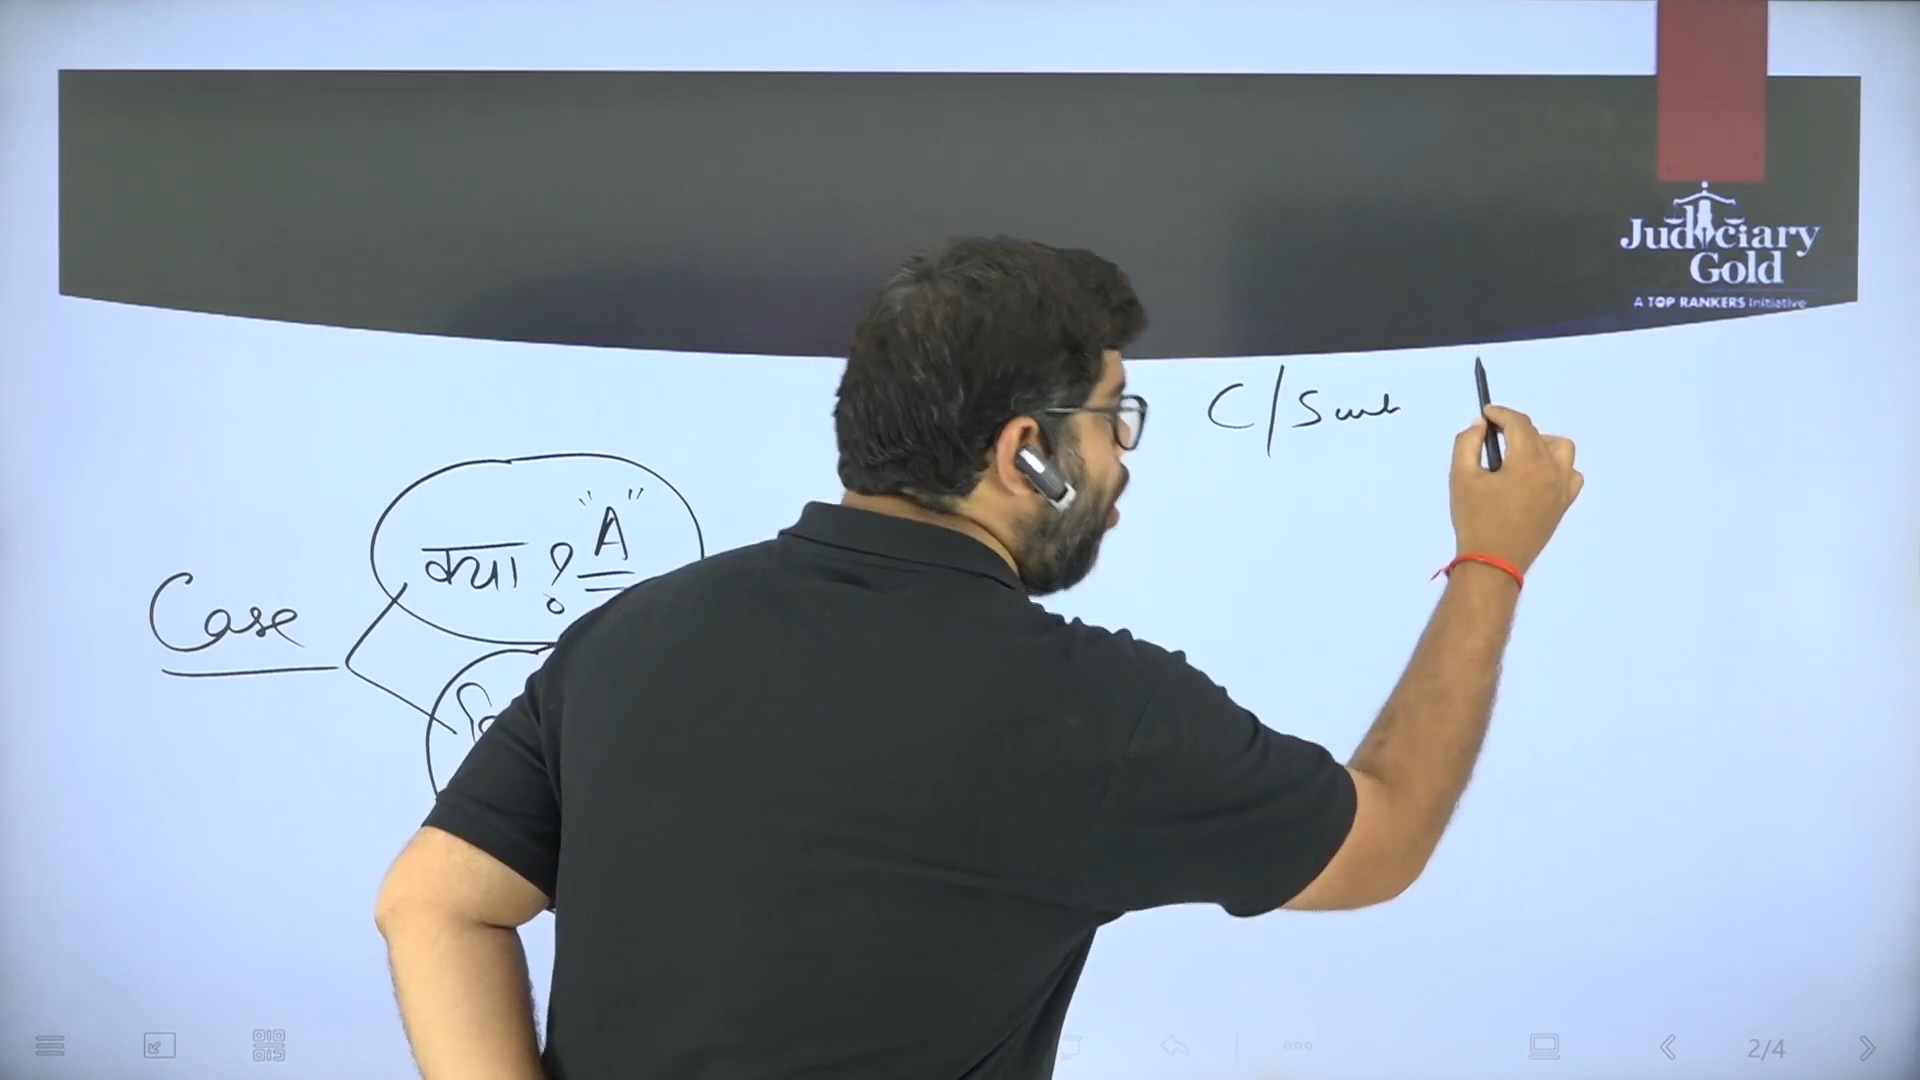 Judiciary
Gold
A TOP RANKERS Initiative
C/Suit
"A"
क्या ?
Case
2/4